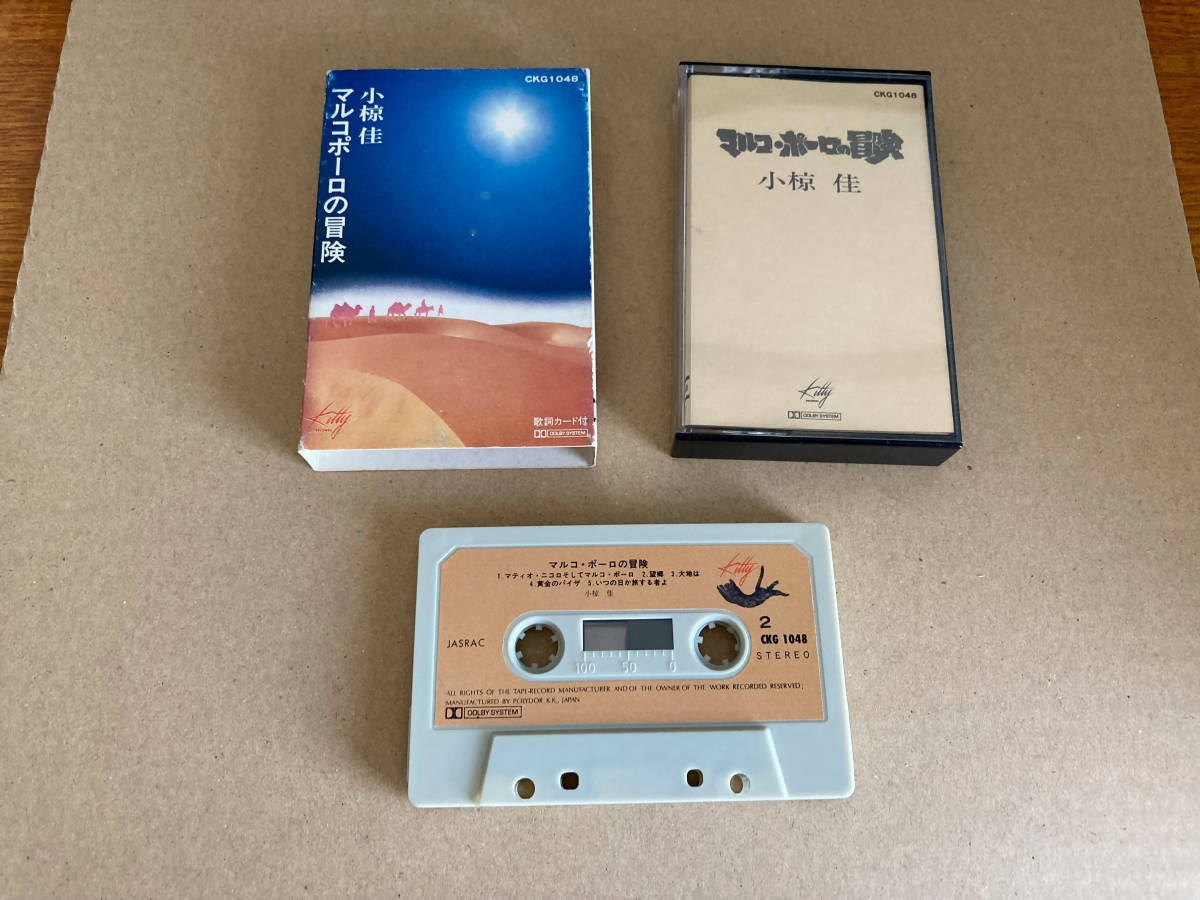 CKG1048
小椋佳
マルコポーロの冒険
Kitty
RECORDS
歌詞カード付
DOLBY SYSTEM
CKG1048
マルコ・ポーロの冒険
小椋 佳
Kitty
RECORDS
DOLBY SYSTEM
マルコ・ポーロの冒険
1.マティオ・ニコロそしてマルコ・ポーロ 2.望郷 3.大地は
4.黄金のパイザ 5.いつの日か旅する者よ
小椋 佳
Kitty
2
CKG 1048
STEREO
JASRAC
100 50 0
ALL RIGHTS OF THE TAPE-RECORD MANUFACTURER AND OF THE OWNER OF THE WORK RECORDED RESERVED;
MANUFACTURED BY POLYDOR K.K., JAPAN
DOLBY SYSTEM